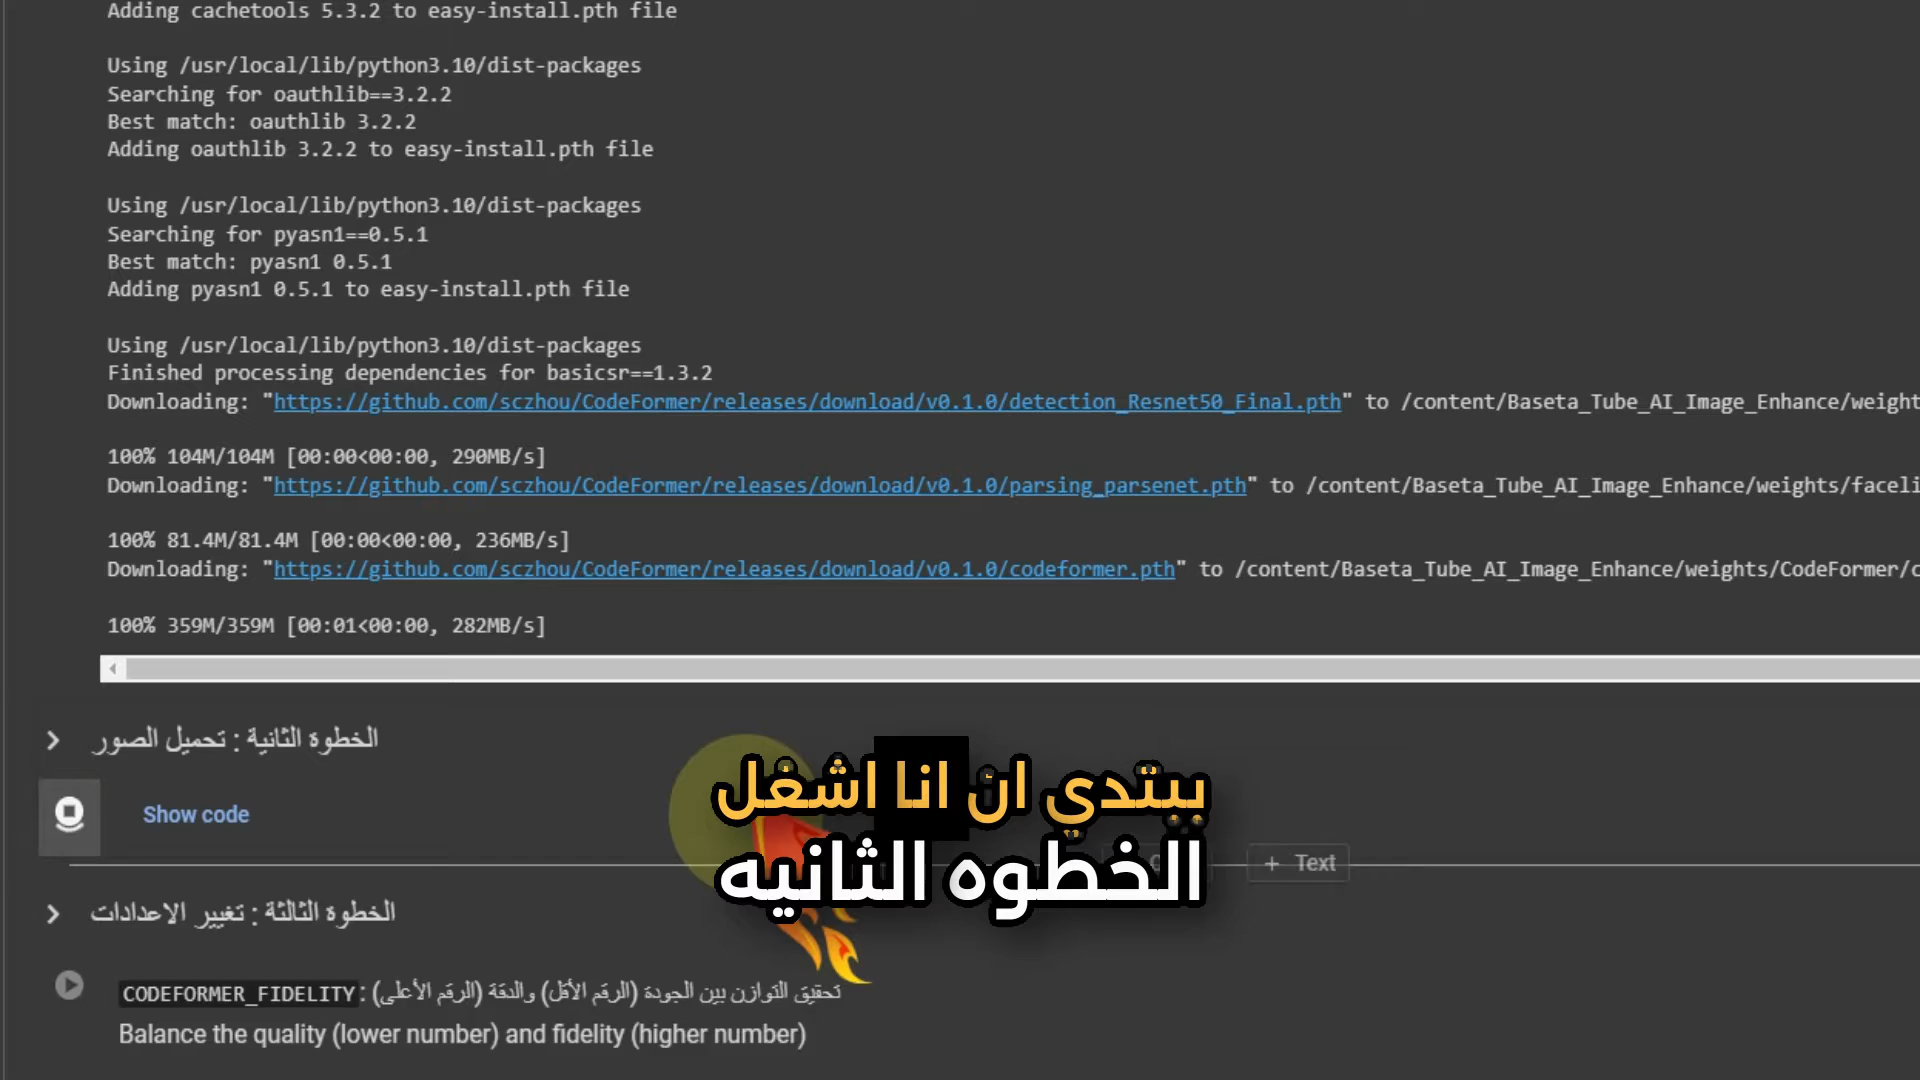 Adding cachetools 5.3.2 to easy-install.pth file
Using /usr/local/lib/python3.10/dist-packages
Searching for oauthlib==3.2.2
Best match: oauthlib 3.2.2
Adding oauthlib 3.2.2 to easy-install.pth file
Using /usr/local/lib/python3.10/dist-packages
Searching for pyasn1==0.5.1
Best match: pyasn1 0.5.1
Adding pyasn1 0.5.1 to easy-install.pth file
Using /usr/local/lib/python3.10/dist-packages
Finished processing dependencies for basicsr==1.3.2
Downloading: "https://github.com/sczhou/CodeFormer/releases/download/v0.1.0/detection_Resnet50_Final.pth" to /content/Baseta_Tube_AI_Image_Enhance/weight
100% 104M/104M [00:00<00:00, 290MB/s]
Downloading: "https://github.com/sczhou/CodeFormer/releases/download/v0.1.0/parsing_parsenet.pth" to /content/Baseta_Tube_AI_Image_Enhance/weights/faceli
100% 81.4M/81.4M [00:00<00:00, 236MB/s]
Downloading: "https://github.com/sczhou/CodeFormer/releases/download/v0.1.0/codeformer.pth" to /content/Baseta_Tube_AI_Image_Enhance/weights/CodeFormer/c
100% 359M/359M [00:01<00:00, 282MB/s]
الخطوة الثانية : تحميل الصور
Show code
ببتدي ان انا اشغل
الخطوه الثانيه
+ Text
الخطوة الثالثة : تغيير الاعدادات
CODEFORMER_FIDELITY: تحقيق التوازن بين الجودة (الرقم الأقل) والدقة (الرقم الأعلى)
Balance the quality (lower number) and fidelity (higher number)